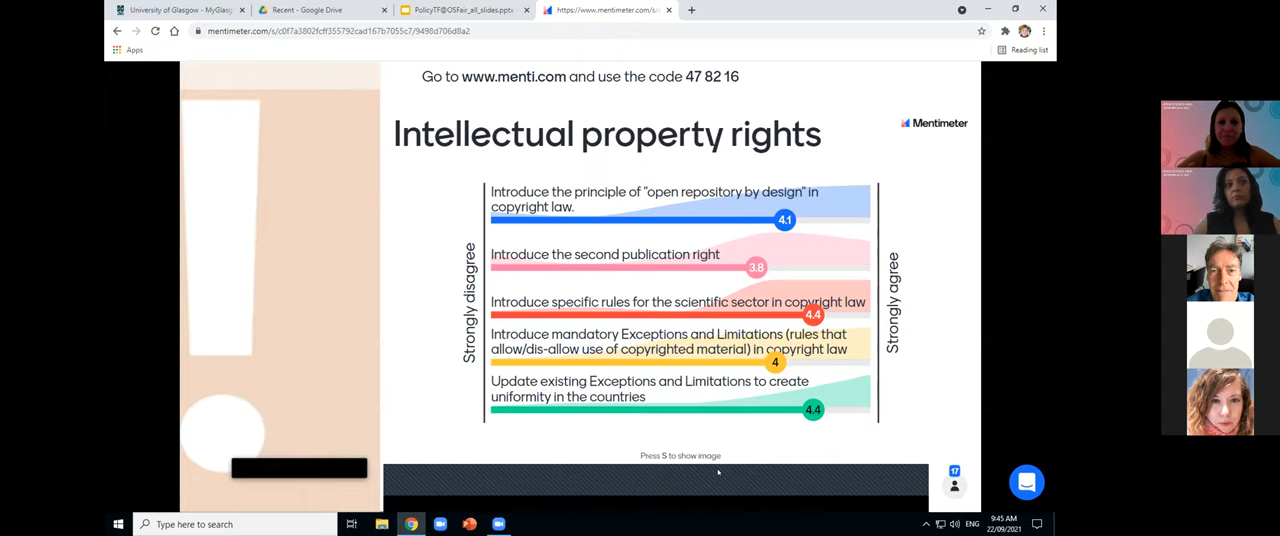 University of Glasgow - MyGlasg
Recent - Google Drive
PolicyTF@OSFair_all_slides.pptx
https://www.mentimeter.com/s/
mentimeter.com/s/c0f7a3802fcff355792cad167b7055c7/9498d706d8a2
Apps
Reading list
Go to www.menti.com and use the code 47 82 16
Intellectual property rights
Mentimeter
Strongly disagree
Introduce the principle of "open repository by design" in
copyright law.
4.1
Introduce the second publication right
3.8
Introduce specific rules for the scientific sector in copyright law
4.4
Introduce mandatory Exceptions and Limitations (rules that
allow/dis-allow use of copyrighted material) in copyright law
4
Update existing Exceptions and Limitations to create
uniformity in the countries
4.4
Strongly agree
Press S to show image
17
Type here to search
ENG
9:45 AM
22/09/2021